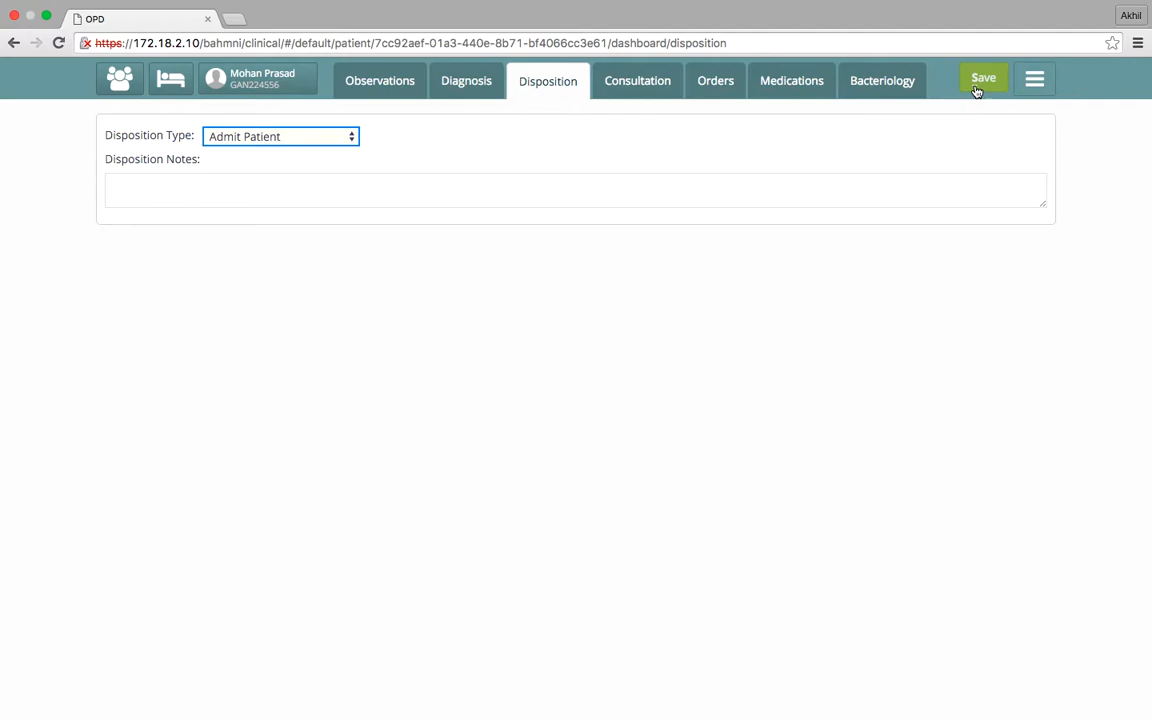 OPD
Akhil
https://172.18.2.10/bahmni/clinical/#/default/patient/7cc92aef-01a3-440e-8b71-bf4066cc3e61/dashboard/disposition
Mohan Prasad
GAN224556
Observations
Diagnosis
Disposition
Consultation
Orders
Medications
Bacteriology
Save
Disposition Type: Admit Patient
Disposition Notes: